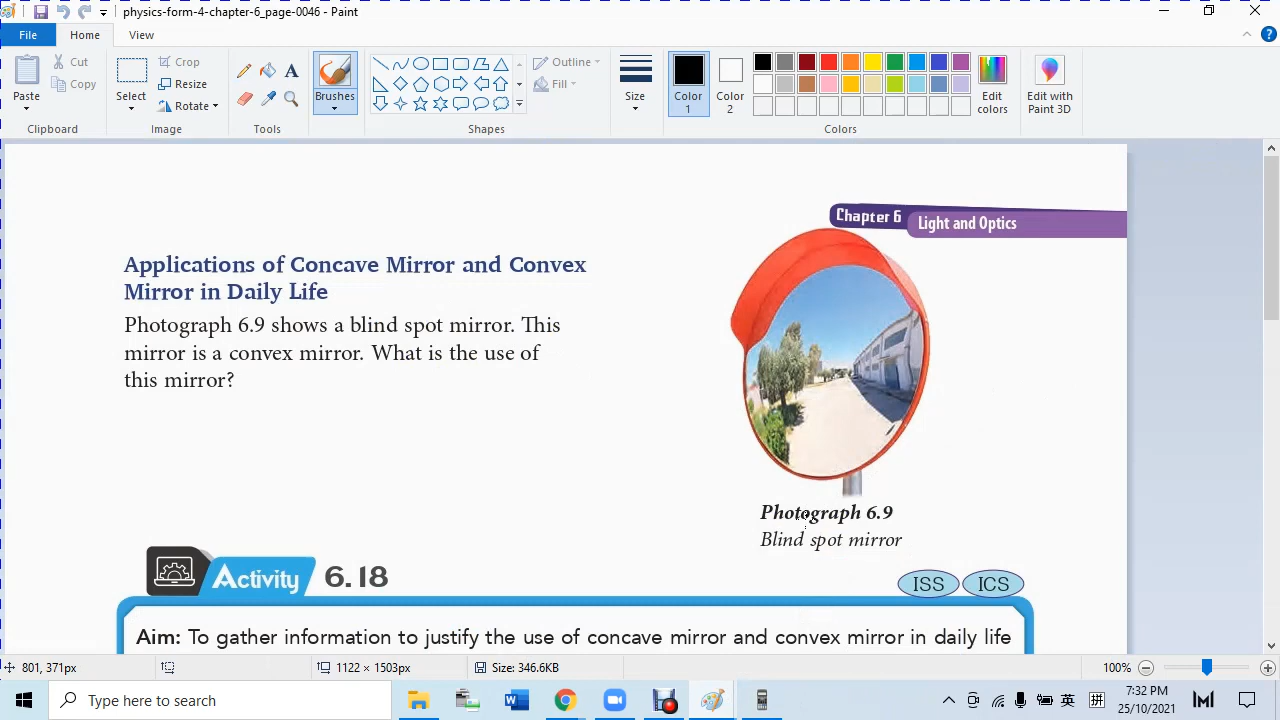 physics-form-4-chapter-6_page-0046 - Paint
File
Home
View
Paste
Cut
Copy
Clipboard
Select
Crop
Resize
Rotate
Image
A
Tools
Brushes
Shapes
Outline
Fill
Size
Color
1
Color
2
Colors
Edit
colors
Edit with
Paint 3D
Chapter 6 Light and Optics
Applications of Concave Mirror and Convex
Mirror in Daily Life
Photograph 6.9 shows a blind spot mirror. This
mirror is a convex mirror. What is the use of
this mirror?
Photograph 6.9
Blind spot mirror
Activity 6.18
ISS ICS
Aim: To gather information to justify the use of concave mirror and convex mirror in daily life
801, 371px
1122 × 1503px
Size: 346.6KB
100%
Type here to search
英
拼
7:32 PM
25/10/2021